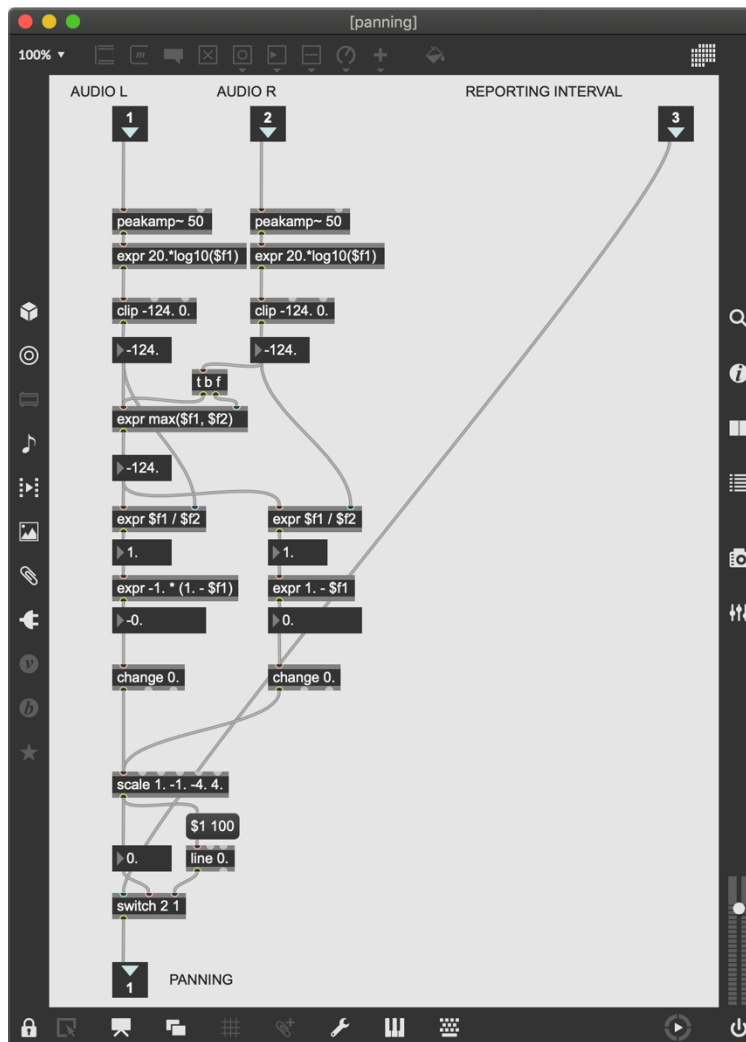 [panning]
100%
AUDIO L
AUDIO R
REPORTING INTERVAL
1
2
3
peakamp~ 50
peakamp~ 50
expr 20.*log10($f1)
expr 20.*log10($f1)
clip -124. 0.
clip -124. 0.
-124.
-124.
t b f
expr max($f1, $f2)
-124.
expr $f1 / $f2
expr $f1 / $f2
1.
1.
expr -1. * (1. - $f1)
expr 1. - $f1
-0.
0.
change 0.
change 0.
scale 1. -1. -4. 4.
$1 100
0.
line 0.
switch 2 1
1
PANNING